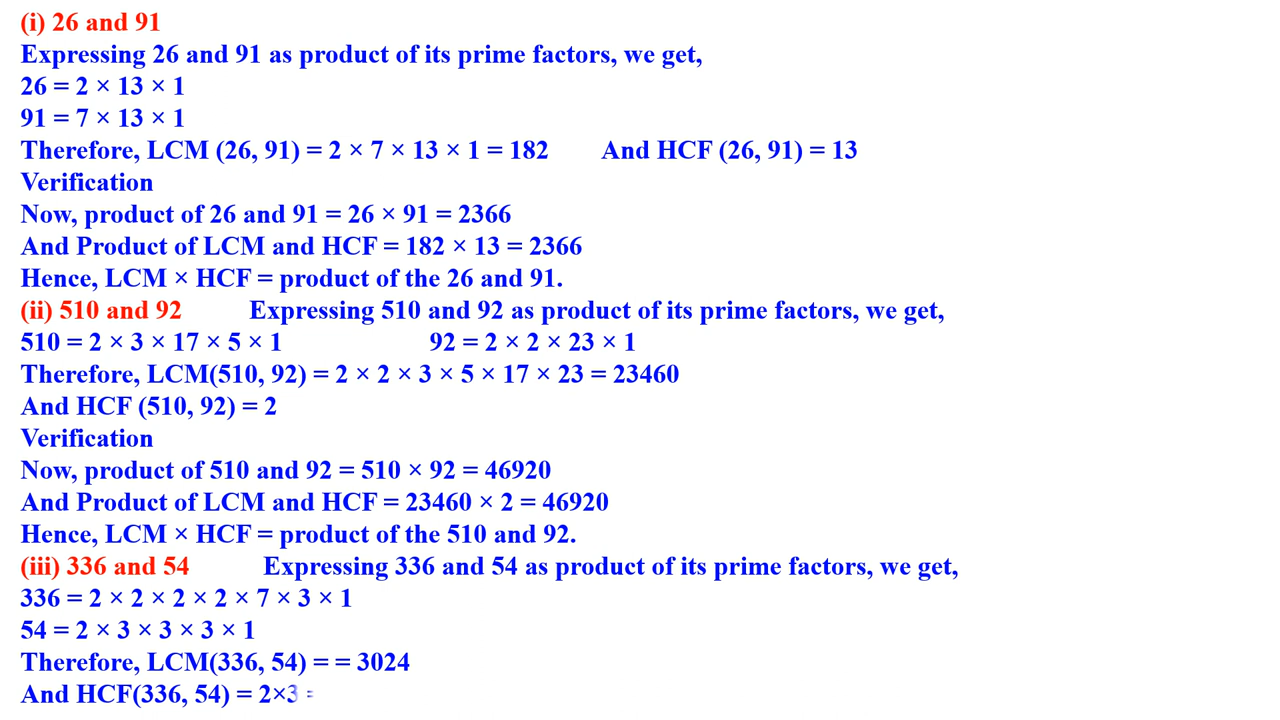 (i) 26 and 91
Expressing 26 and 91 as product of its prime factors, we get,
26 = 2 × 13 × 1
91 = 7 × 13 × 1
Therefore, LCM (26, 91) = 2 × 7 × 13 × 1 = 182 And HCF (26, 91) = 13
Verification
Now, product of 26 and 91 = 26 × 91 = 2366
And Product of LCM and HCF = 182 × 13 = 2366
Hence, LCM × HCF = product of the 26 and 91.
(ii) 510 and 92 Expressing 510 and 92 as product of its prime factors, we get,
510 = 2 × 3 × 17 × 5 × 1 92 = 2 × 2 × 23 × 1
Therefore, LCM(510, 92) = 2 × 2 × 3 × 5 × 17 × 23 = 23460
And HCF (510, 92) = 2
Verification
Now, product of 510 and 92 = 510 × 92 = 46920
And Product of LCM and HCF = 23460 × 2 = 46920
Hence, LCM × HCF = product of the 510 and 92.
(iii) 336 and 54 Expressing 336 and 54 as product of its prime factors, we get,
336 = 2 × 2 × 2 × 2 × 7 × 3 × 1
54 = 2 × 3 × 3 × 3 × 1
Therefore, LCM(336, 54) = = 3024
And HCF(336, 54) = 2×3 =